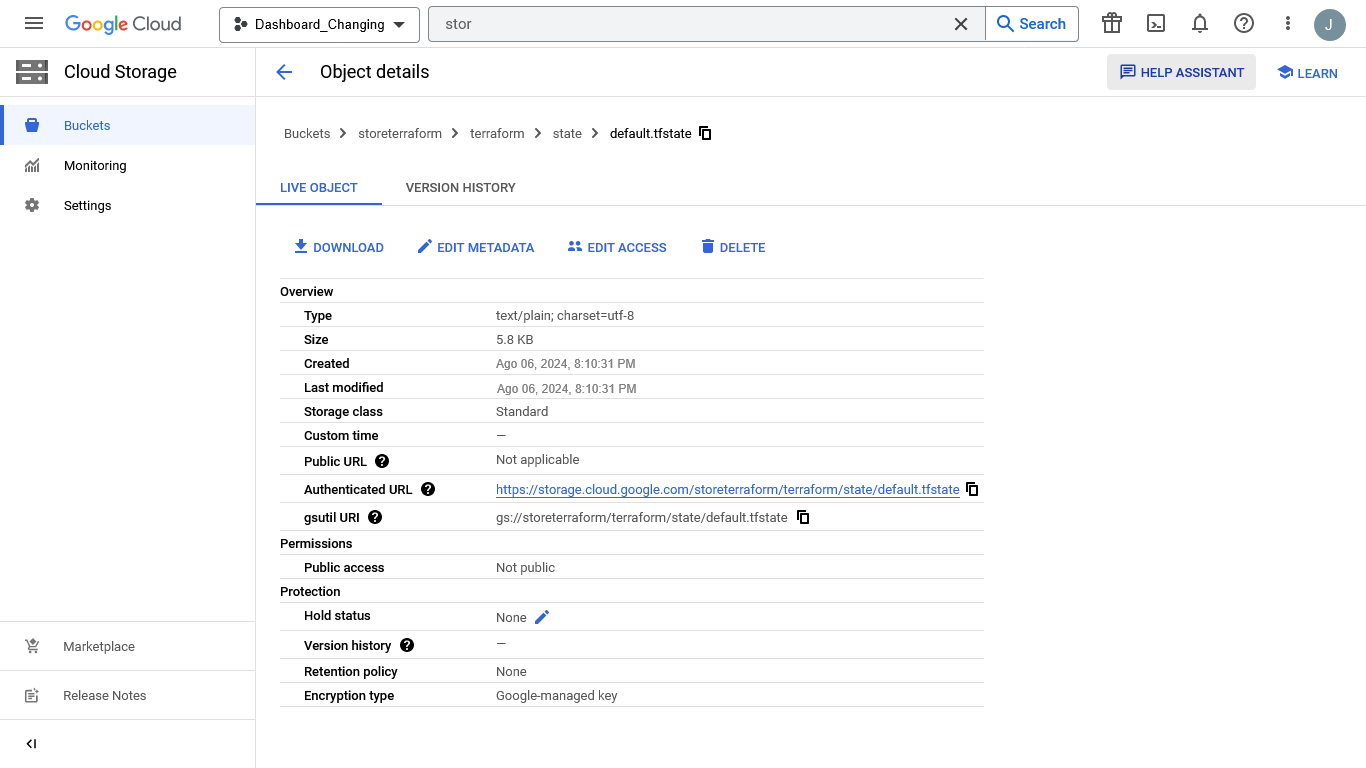 Google Cloud
Dashboard_Changing
stor
Search
J
Cloud Storage
Object details
HELP ASSISTANT
LEARN
Buckets
Monitoring
Settings
Buckets storeterraform terraform state default.tfstate
LIVE OBJECT
VERSION HISTORY
DOWNLOAD
EDIT METADATA
EDIT ACCESS
DELETE
Overview
Type text/plain; charset=utf-8
Size 5.8 KB
Created Ago 06, 2024, 8:10:31 PM
Last modified Ago 06, 2024, 8:10:31 PM
Storage class Standard
Custom time —
Public URL Not applicable
Authenticated URL https://storage.cloud.google.com/storeterraform/terraform/state/default.tfstate
gsutil URI gs://storeterraform/terraform/state/default.tfstate
Permissions
Public access Not public
Protection
Hold status None
Version history —
Retention policy None
Encryption type Google-managed key
Marketplace
Release Notes